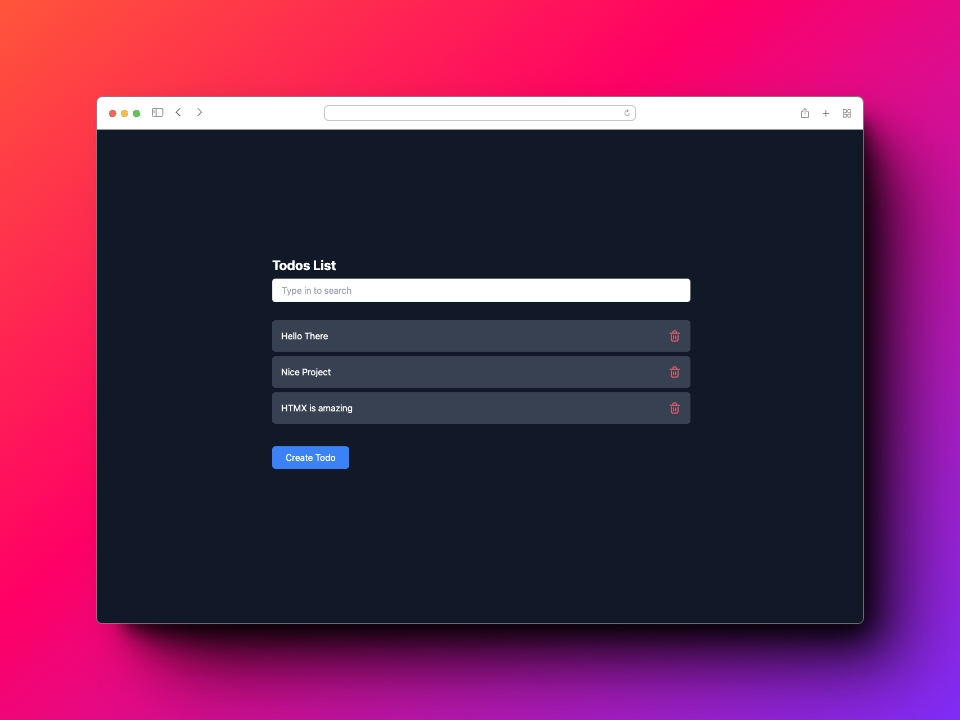 Todos List
Type in to search
Hello There
Nice Project
HTMX is amazing
Create Todo